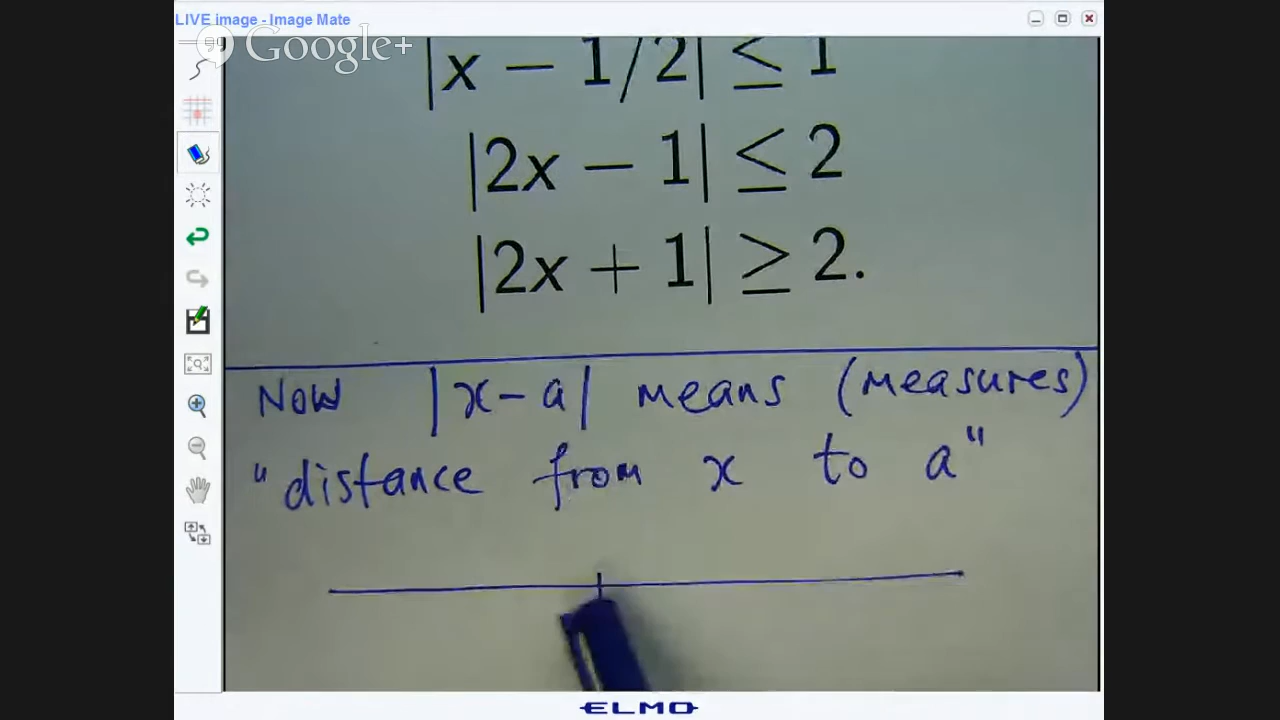 LIVE image - Image Mate
Google+
|x − 1/2| ≤ 1
|2x − 1| ≤ 2
|2x + 1| ≥ 2.
Now |x-a| means (measures)
"distance from x to a"
ELMO